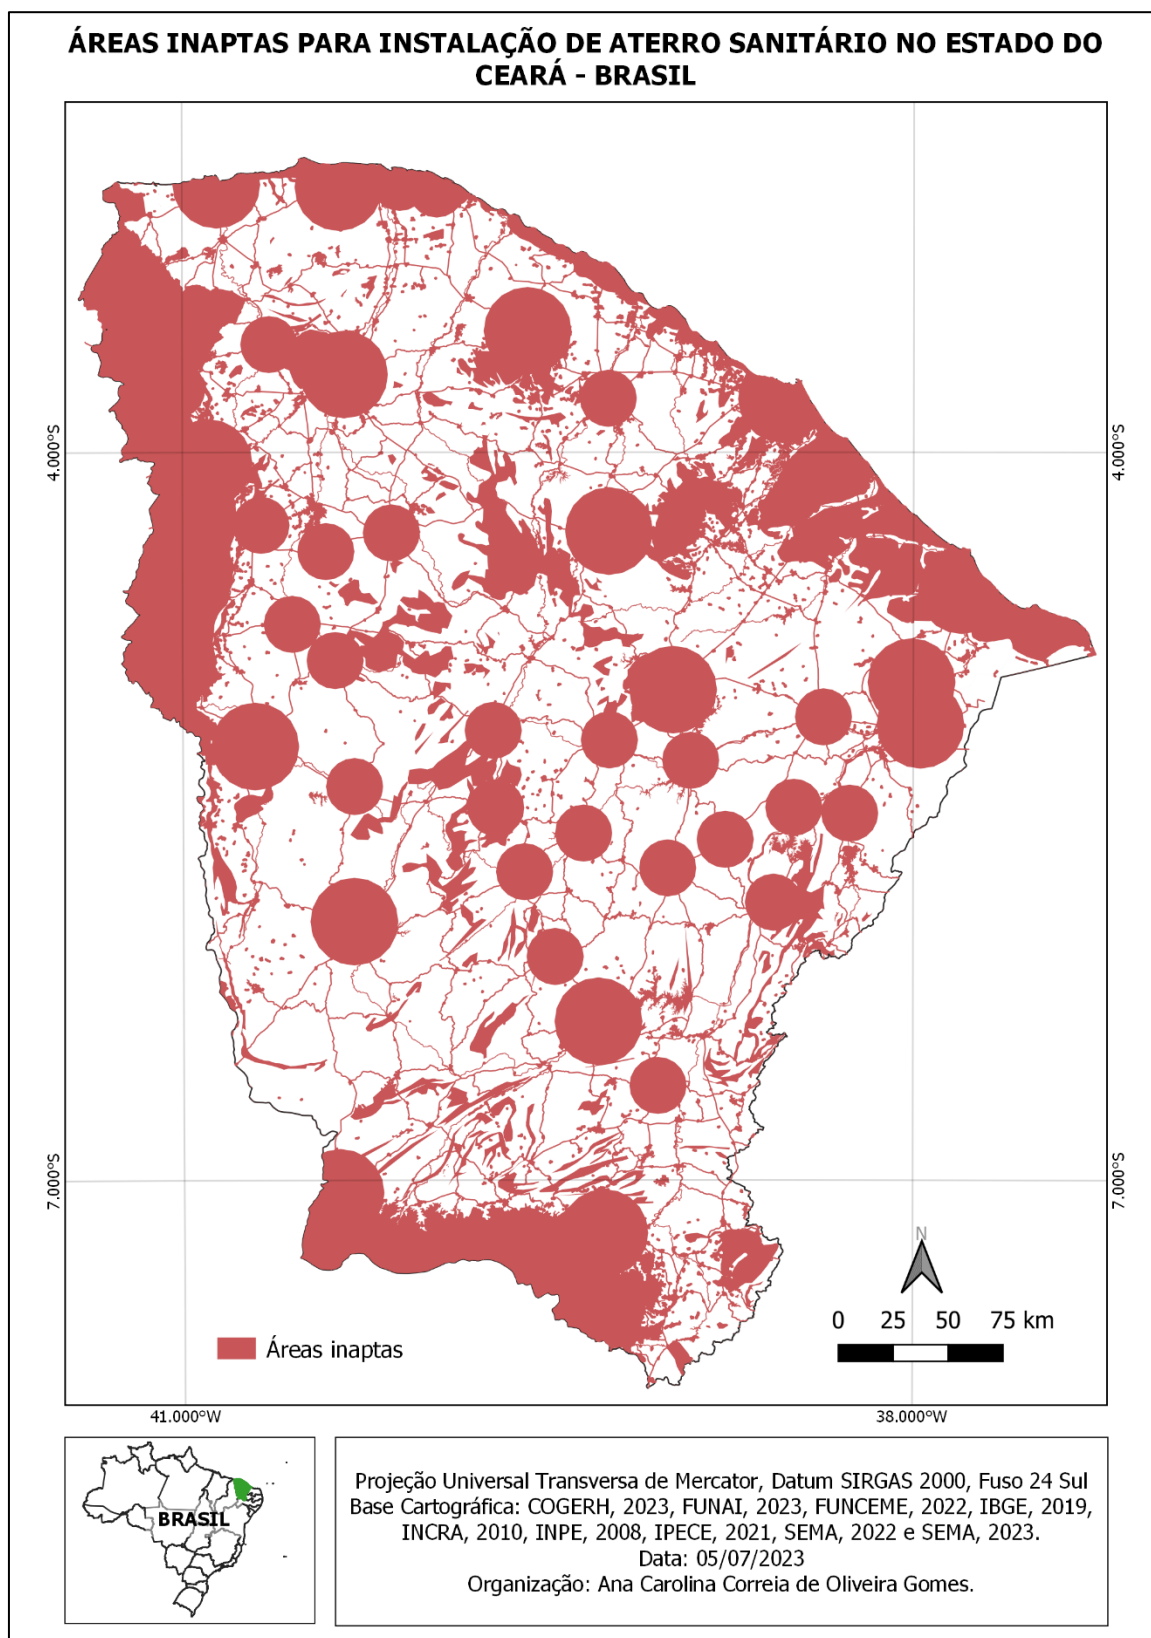 ÁREAS INAPTAS PARA INSTALAÇÃO DE ATERRO SANITÁRIO NO ESTADO DO
CEARÁ - BRASIL
4.000°S
4.000°S
7.000°S
7.000°S
N
0 25 50 75 km
Áreas inaptas
41.000°W
38.000°W
BRASIL
Projeção Universal Transversa de Mercator, Datum SIRGAS 2000, Fuso 24 Sul
Base Cartográfica: COGERH, 2023, FUNAI, 2023, FUNCEME, 2022, IBGE, 2019,
INCRA, 2010, INPE, 2008, IPECE, 2021, SEMA, 2022 e SEMA, 2023.
Data: 05/07/2023
Organização: Ana Carolina Correia de Oliveira Gomes.